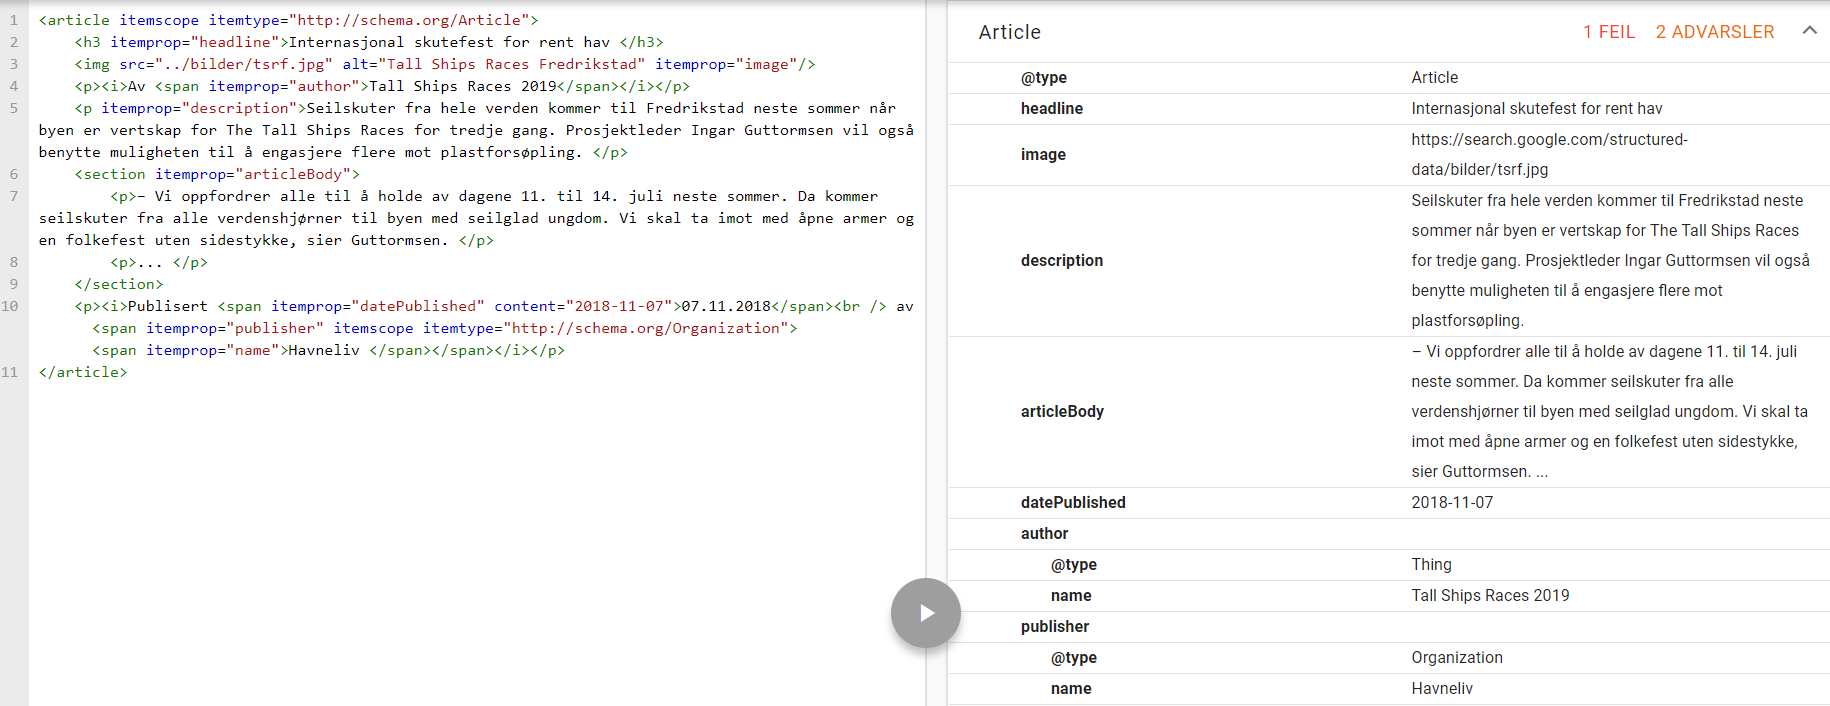 1 <article itemscope itemtype="http://schema.org/Article">
2 <h3 itemprop="headline">Internasjonal skutefest for rent hav </h3>
3 <img src="../bilder/tsrf.jpg" alt="Tall Ships Races Fredrikstad" itemprop="image"/>
4 <p><i>Av <span itemprop="author">Tall Ships Races 2019</span></i></p>
5 <p itemprop="description">Seilskuter fra hele verden kommer til Fredrikstad neste sommer når
byen er vertskap for The Tall Ships Races for tredje gang. Prosjektleder Ingar Guttormsen vil også
benytte muligheten til å engasjere flere mot plastforsøpling. </p>
6 <section itemprop="articleBody">
7 <p>– Vi oppfordrer alle til å holde av dagene 11. til 14. juli neste sommer. Da kommer
seilskuter fra alle verdenshjørner til byen med seilglad ungdom. Vi skal ta imot med åpne armer og
en folkefest uten sidestykke, sier Guttormsen. </p>
8 <p>... </p>
9 </section>
10 <p><i>Publisert <span itemprop="datePublished" content="2018-11-07">07.11.2018</span><br /> av
<span itemprop="publisher" itemscope itemtype="http://schema.org/Organization">
<span itemprop="name">Havneliv </span></span></i></p>
11 </article>
Article 1 FEIL 2 ADVARSLER
@type Article
headline Internasjonal skutefest for rent hav
image https://search.google.com/structured-
data/bilder/tsrf.jpg
description Seilskuter fra hele verden kommer til Fredrikstad neste
sommer når byen er vertskap for The Tall Ships Races
for tredje gang. Prosjektleder Ingar Guttormsen vil også
benytte muligheten til å engasjere flere mot
plastforsøpling.
articleBody – Vi oppfordrer alle til å holde av dagene 11. til 14. juli
neste sommer. Da kommer seilskuter fra alle
verdenshjørner til byen med seilglad ungdom. Vi skal ta
imot med åpne armer og en folkefest uten sidestykke,
sier Guttormsen. ...
datePublished 2018-11-07
author
@type Thing
name Tall Ships Races 2019
publisher
@type Organization
name Havneliv